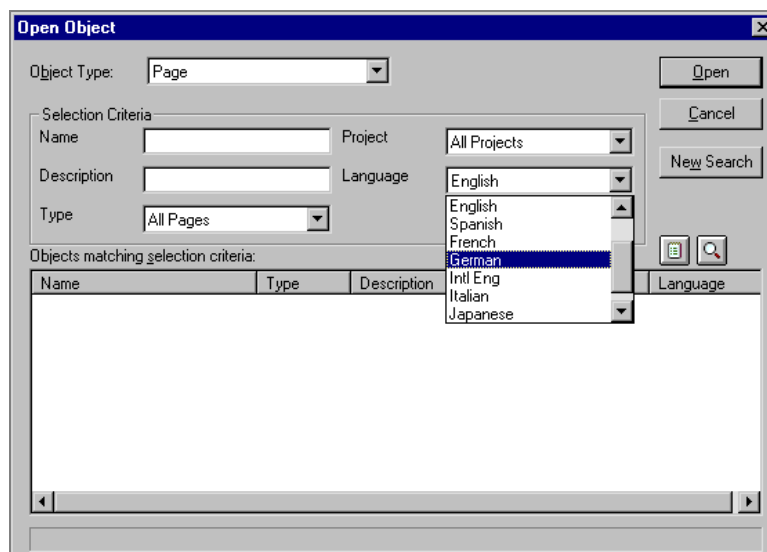 Open Object
Object Type: Page Open
Selection Criteria Cancel
Name Project All Projects
Description Language English New Search
English
Type All Pages Spanish
French
Objects matching selection criteria: German
Name Type Description Intl Eng Language
Italian
Japanese